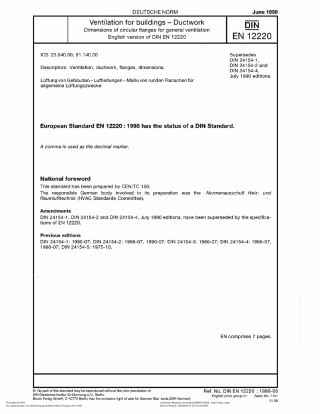 DEUTSCHE NORM
June 1998
Ventilation for buildings – Ductwork
Dimensions of circular flanges for general ventilation
English version of DIN EN 12220
DIN
EN 12220
ICS 23.040.60; 91.140.30
Descriptors: Ventilation, ductwork, flanges, dimensions.
Lüftung von Gebäuden – Luftleitungen – Maße von runden Flanschen für
allgemeine Lüftungszwecke
Supersedes
DIN 24154-1,
DIN 24154-2 and
DIN 24154-4,
July 1990 editions.
European Standard EN 12220 : 1998 has the status of a DIN Standard.
A comma is used as the decimal marker.
National foreword
This standard has been prepared by CEN/TC 156.
The responsible German body involved in its preparation was the Normenausschuß Heiz- und
Raumlufttechnik (HVAC Standards Committee).
Amendments
DIN 24154-1, DIN 24154-2 and DIN 24154-4, July 1990 editions, have been superseded by the specifica-
tions of EN 12220.
Previous editions
DIN 24154-1: 1990-07; DIN 24154-2: 1966-07, 1990-07; DIN 24154-3: 1966-07; DIN 24154-4: 1966-07,
1990-07; DIN 24154-5: 1975-10.
EN comprises 7 pages.
© No part of this standard may be reproduced without the prior permission of
DIN Deutsches Institut für Normung e.V., Berlin.
Beuth Verlag GmbH, D-10772 Berlin, has the exclusive right of sale for German Standards (DIN-Normen).
Ref. No. DIN EN 12220 : 1998-06
English price group 07
Sales No.
11.98